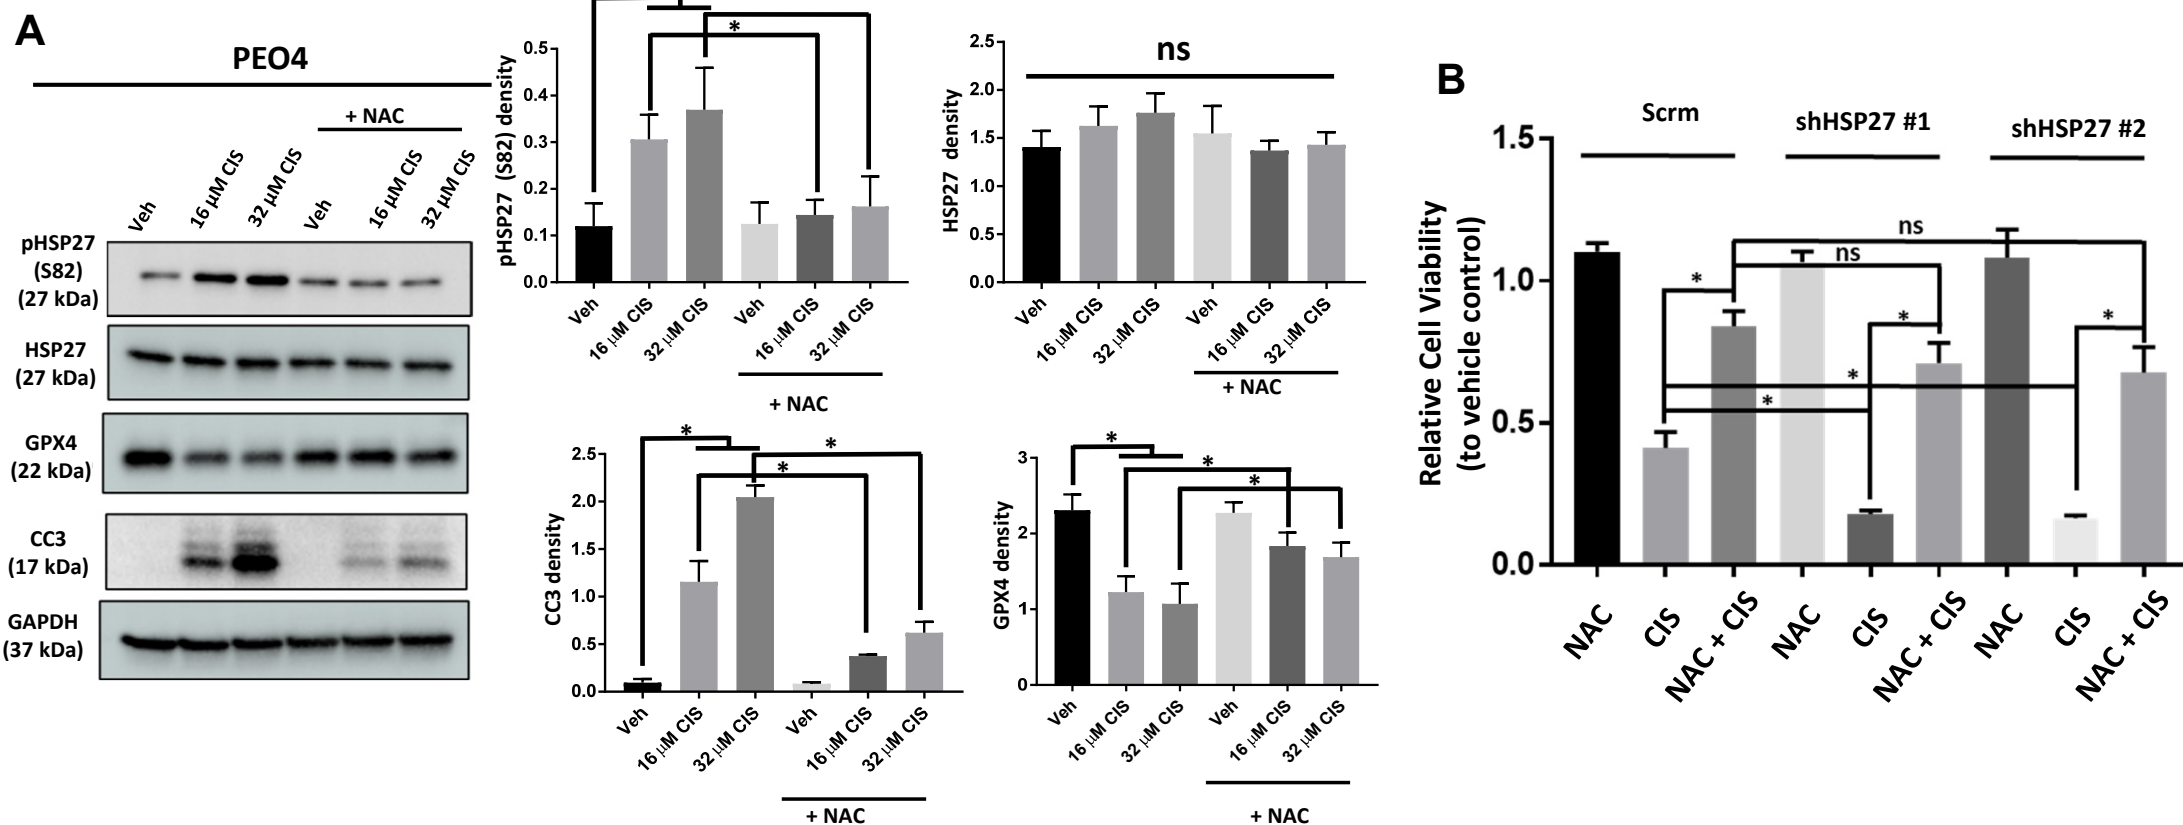 A
PEO4
+ NAC
Veh
16 µM CIS
32 µM CIS
Veh
16 µM CIS
32 µM CIS
pHSP27
(S82)
(27 kDa)
HSP27
(27 kDa)
GPX4
(22 kDa)
CC3
(17 kDa)
GAPDH
(37 kDa)
*
pHSP27 (S82) density
0.5
0.4
0.3
0.2
0.1
0.0
Veh
16 µM CIS
32 µM CIS
Veh
16 µM CIS
32 µM CIS
+ NAC
ns
HSP27 density
2.5
2.0
1.5
1.0
0.5
0.0
Veh
16 µM CIS
32 µM CIS
Veh
16 µM CIS
32 µM CIS
+ NAC
*
*
*
CC3 density
2.5
2.0
1.5
1.0
0.5
0.0
Veh
16 µM CIS
32 µM CIS
Veh
16 µM CIS
32 µM CIS
+ NAC
*
*
*
GPX4 density
3
2
1
0
Veh
16 µM CIS
32 µM CIS
Veh
16 µM CIS
32 µM CIS
+ NAC
B
Scrm
shHSP27 #1
shHSP27 #2
Relative Cell Viability
(to vehicle control)
1.5
1.0
0.5
0.0
ns
ns
*
*
*
*
*
NAC
CIS
NAC + CIS
NAC
CIS
NAC + CIS
NAC
CIS
NAC + CIS